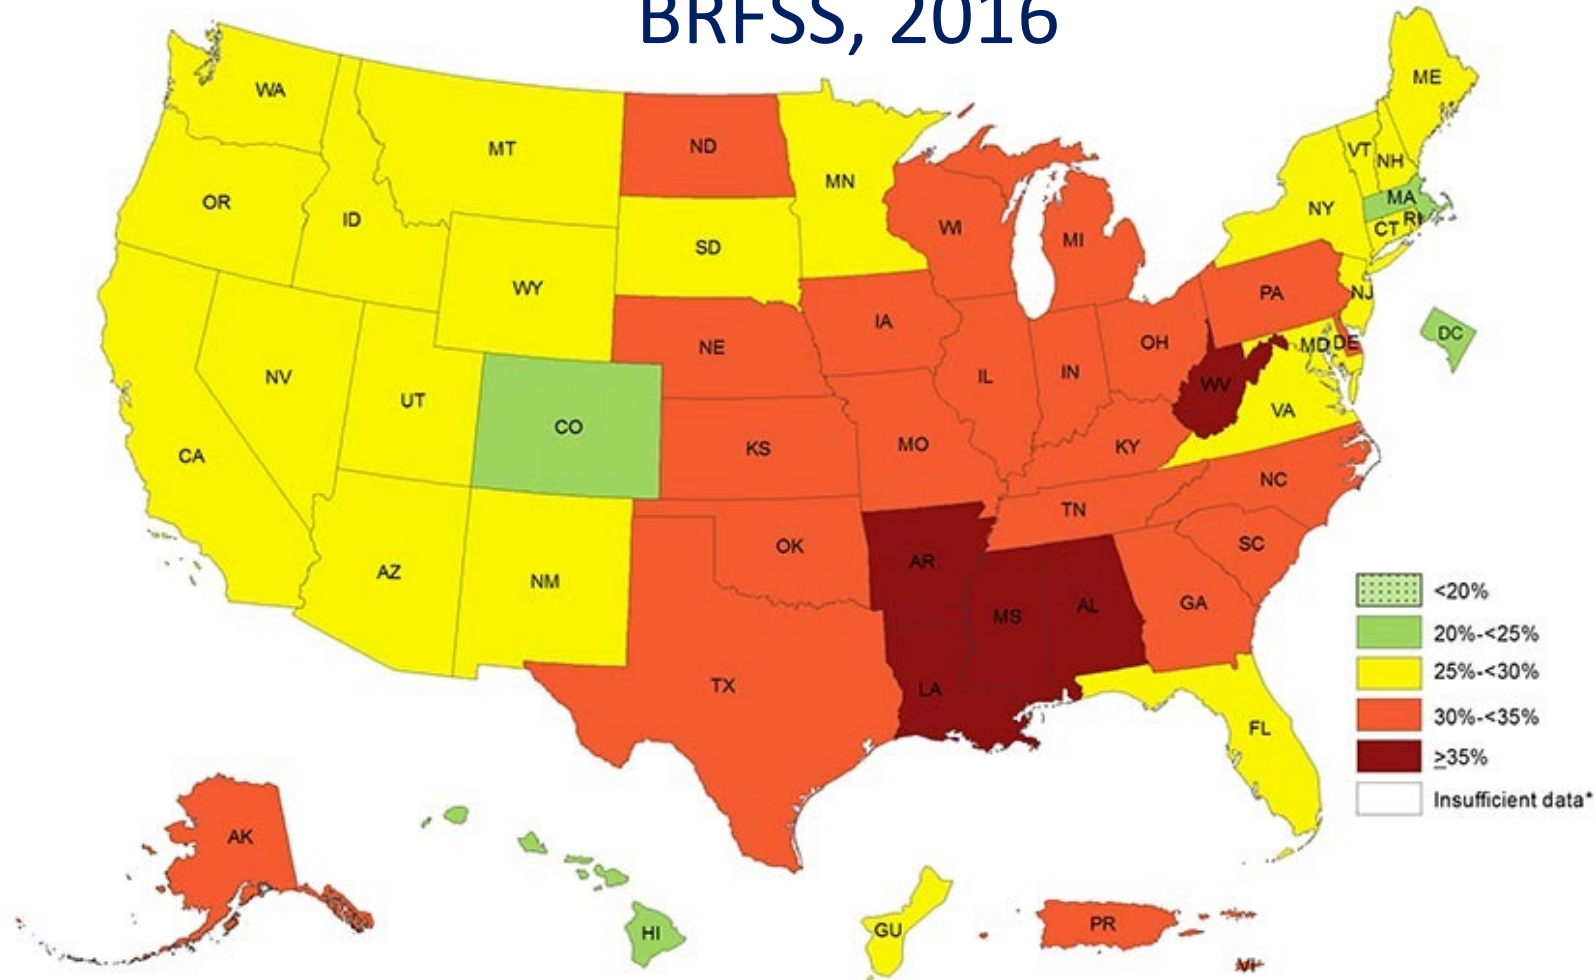 BRFSS, 2016
WA
MT
ND
MN
ME
VT
NH
OR
ID
SD
WI
MI
NY
MA
CT
RI
WY
IA
PA
NJ
NE
OH
MD
DE
DC
NV
UT
CO
IL
IN
WV
VA
CA
KS
MO
KY
NC
AZ
NM
OK
AR
TN
SC
MS
AL
GA
TX
LA
FL
<20%
20%-<25%
25%-<30%
30%-<35%
≥35%
Insufficient data*
AK
HI
GU
PR
VI